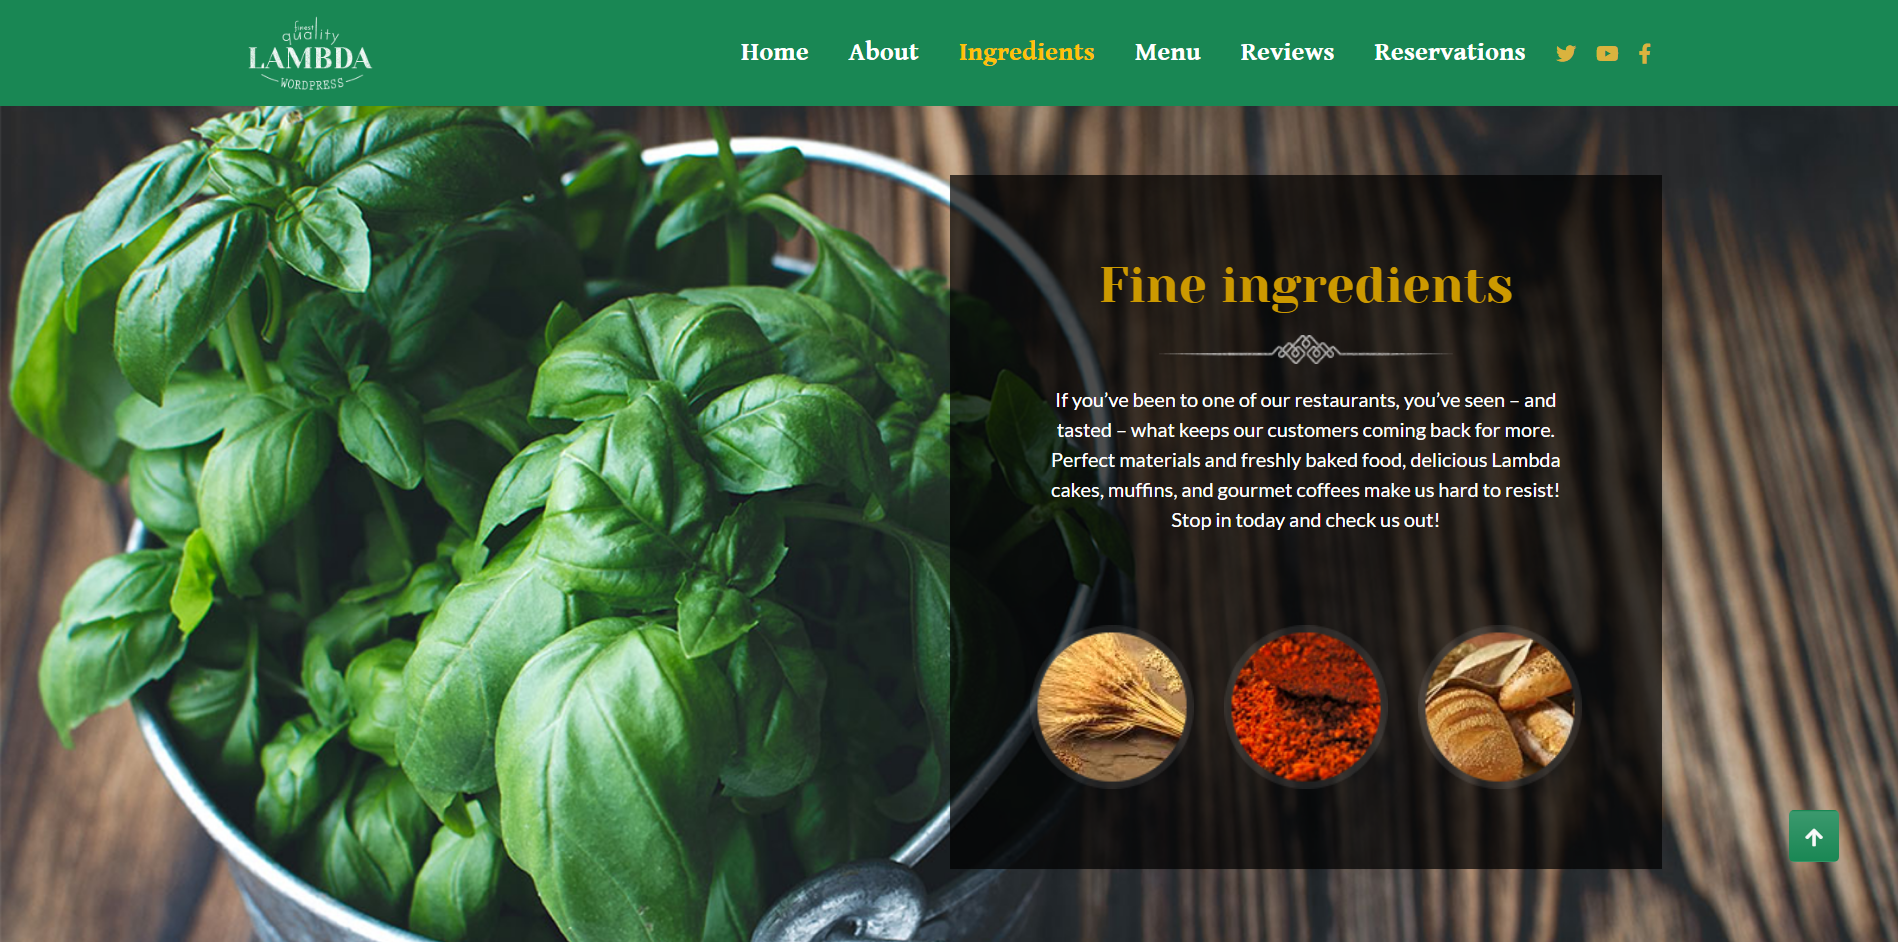 finest
quality
LAMBDA
WORDPRESS
Home About Ingredients Menu Reviews Reservations
Fine ingredients
If you’ve been to one of our restaurants, you’ve seen – and
tasted – what keeps our customers coming back for more.
Perfect materials and freshly baked food, delicious Lambda
cakes, muffins, and gourmet coffees make us hard to resist!
Stop in today and check us out!